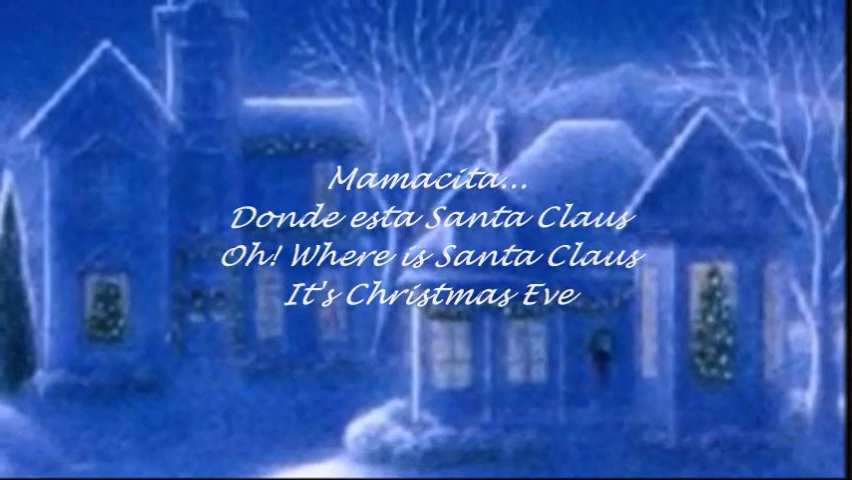 Mamacita...
Donde esta Santa Claus
Oh! Where is Santa Claus
It's Christmas Eve